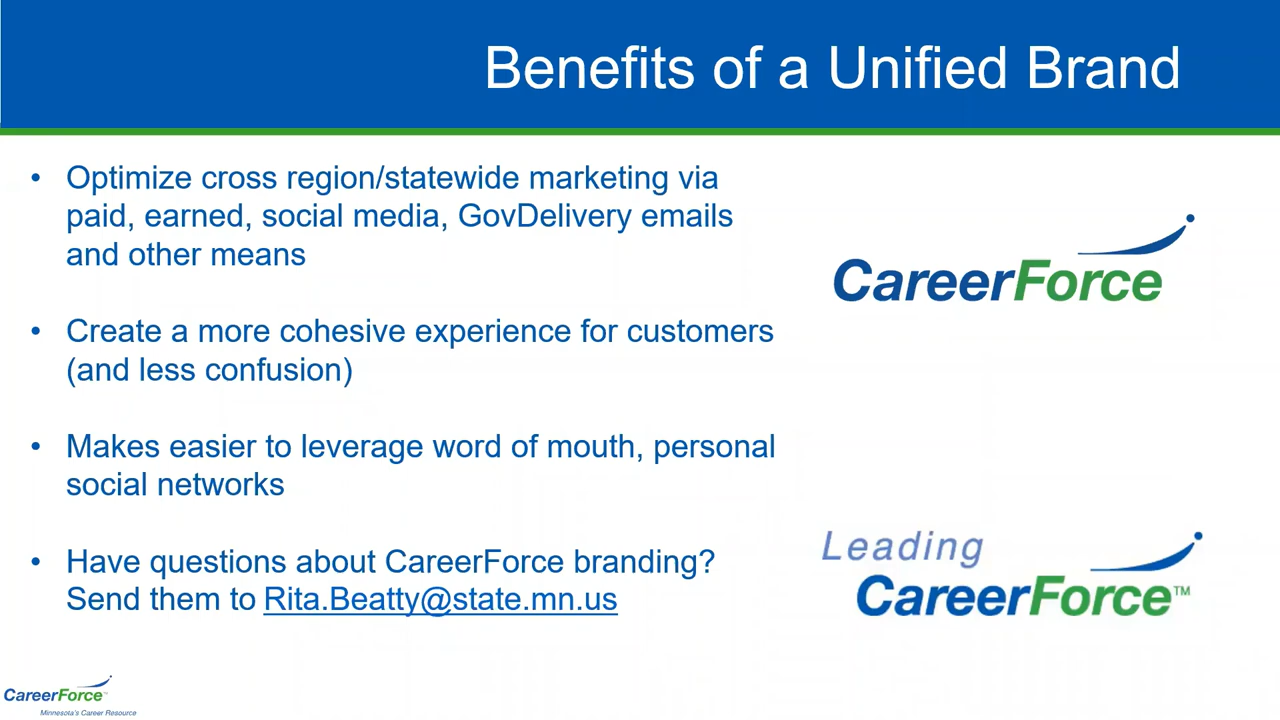 Benefits of a Unified Brand
• Optimize cross region/statewide marketing via
paid, earned, social media, GovDelivery emails
and other means
• Create a more cohesive experience for customers
(and less confusion)
• Makes easier to leverage word of mouth, personal
social networks
• Have questions about CareerForce branding?
Send them to Rita.Beatty@state.mn.us
CareerForce
Leading
CareerForce™
CareerForce™
Minnesota's Career Resource